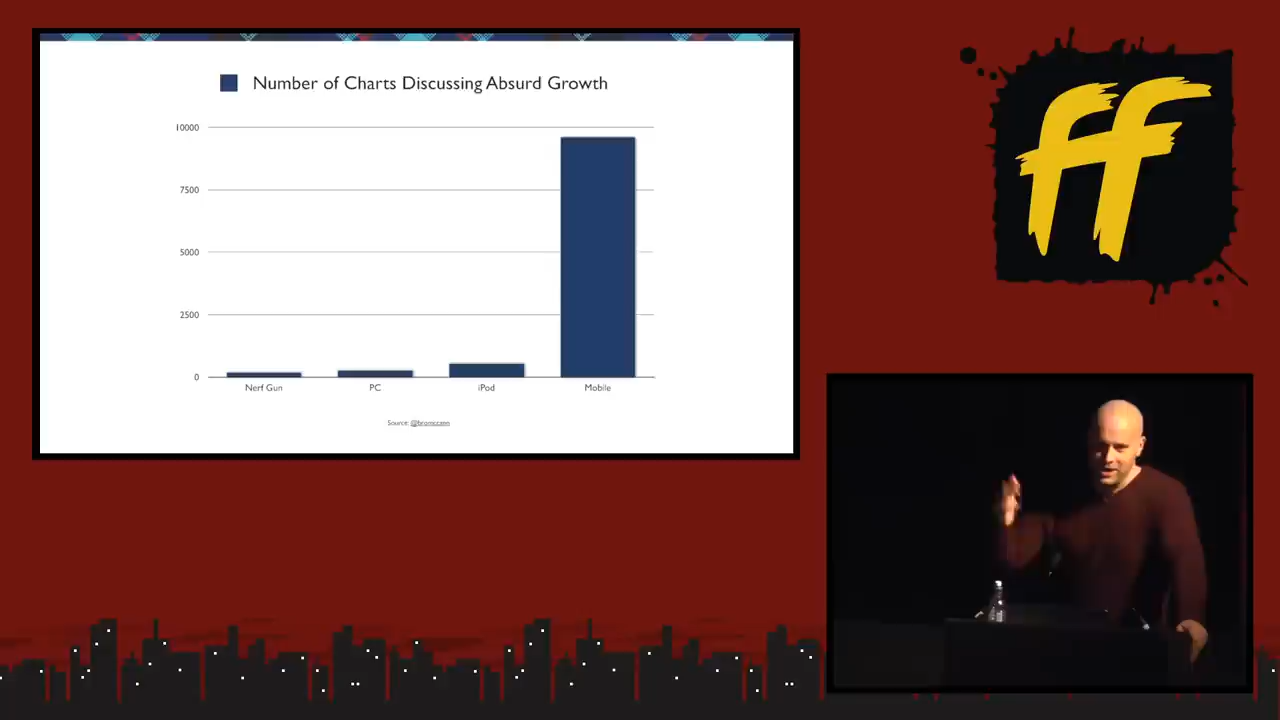 Number of Charts Discussing Absurd Growth
10000
7500
5000
2500
0
Nerf Gun PC iPod Mobile
Source: @bromccann
ff